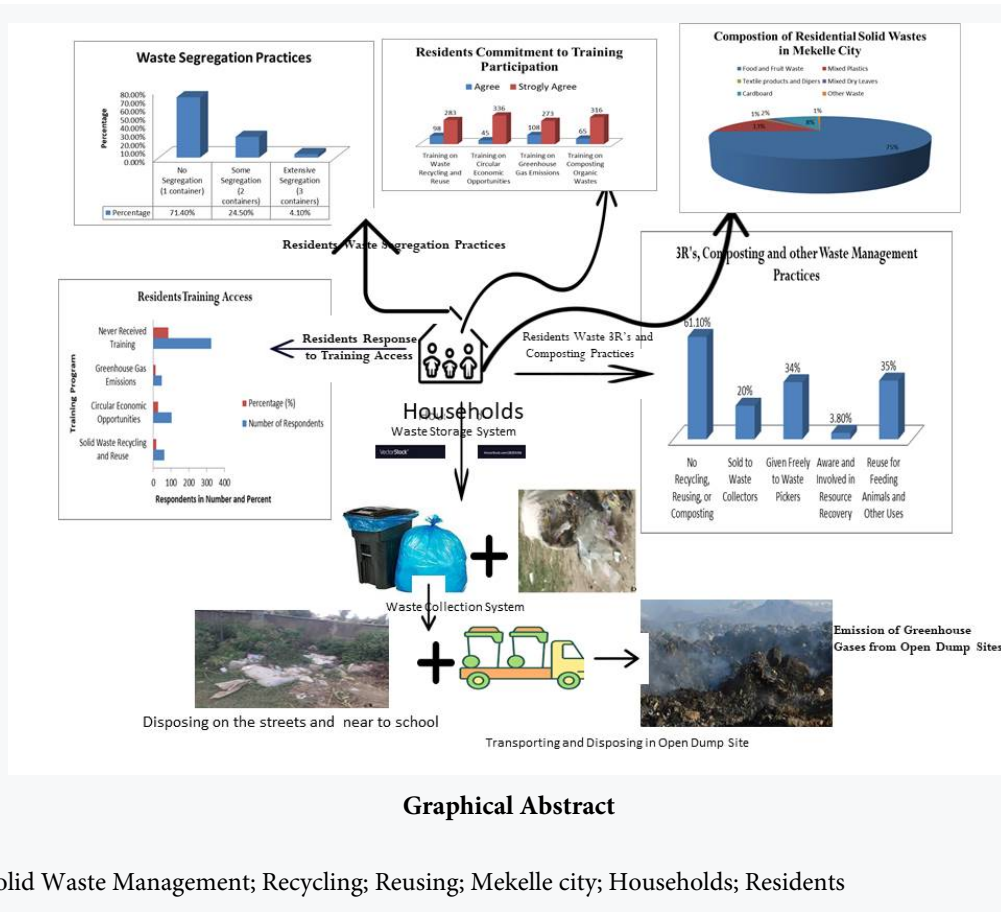 Waste Segregation Practices
Percentage
80.00%
70.00%
60.00%
50.00%
40.00%
30.00%
20.00%
10.00%
0.00%
No
Segregation
(1 container)
Some
Segregation
(2
containers)
Extensive
Segregation
(3
containers)
Percentage 71.40% 24.50% 4.10%
Residents Commitment to Training
Participation
Agree Strogly Agree
98 283 45 336 108 273 65 316
Training on
Waste
Recycling and
Reuse
Training on
Circular
Economic
Opportunities
Training on
Greenhouse
Gas Emissions
Training on
Composting
Organic
Wastes
Compostion of Residential Solid Wastes
in Mekelle City
Food and Fruit Waste Mixed Plastics
Textile products and Dipers Mixed Dry Leaves
Cardboard Other Waste
1% 2% 1%
13% 8%
75%
Residents Waste Segregation Practices
Residents Training Access
Training Program
Never Received
Training
Greenhouse Gas
Emissions
Circular Economic
Opportunities
Solid Waste Recycling
and Reuse
Percentage (%)
Number of Respondents
0 100 200 300 400
Respondents in Number and Percent
Residents Response
to Training Access
Residents Waste 3R's and
Composting Practices
3R's, Composting and other Waste Management
Practices
61.10%
20%
34%
3.80%
35%
No
Recycling,
Reusing, or
Composting
Sold to
Waste
Collectors
Given Freely
to Waste
Pickers
Aware and
Involved in
Resource
Recovery
Reuse for
Feeding
Animals and
Other Uses
Households
Waste Storage System
VectorStock
Waste Collection System
Emission of Greenhouse
Gases from Open Dump Sites
Disposing on the streets and near to school
Transporting and Disposing in Open Dump Site
Graphical Abstract
olid Waste Management; Recycling; Reusing; Mekelle city; Households; Residents